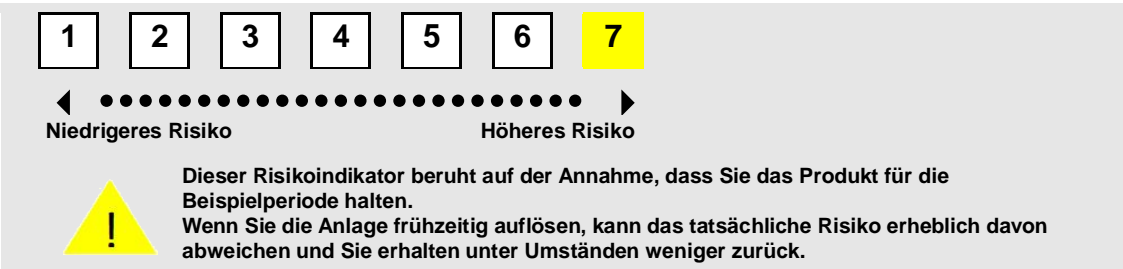 1 2 3 4 5 6 7
Niedrigeres Risiko Höheres Risiko
Dieser Risikoindikator beruht auf der Annahme, dass Sie das Produkt für die
Beispielperiode halten.
Wenn Sie die Anlage frühzeitig auflösen, kann das tatsächliche Risiko erheblich davon
abweichen und Sie erhalten unter Umständen weniger zurück.
!